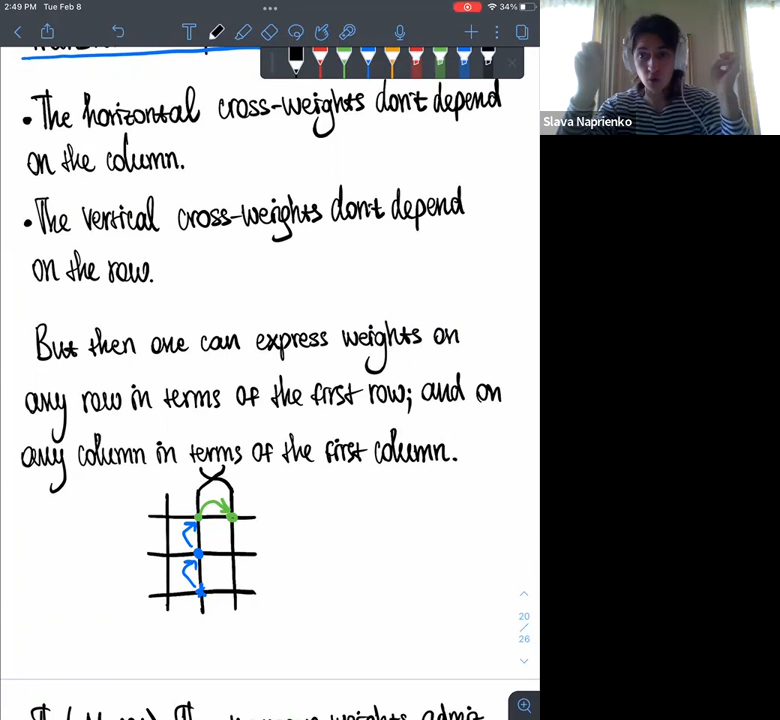 2:49 PM Tue Feb 8
34%
T
• The horizontal cross-weights don't depend
on the column.
• The vertical cross-weights don't depend
on the row.
But then one can express weights on
any row in terms of the first row; and on
any column in terms of the first column.
20
/
26
weights admit
Slava Naprienko